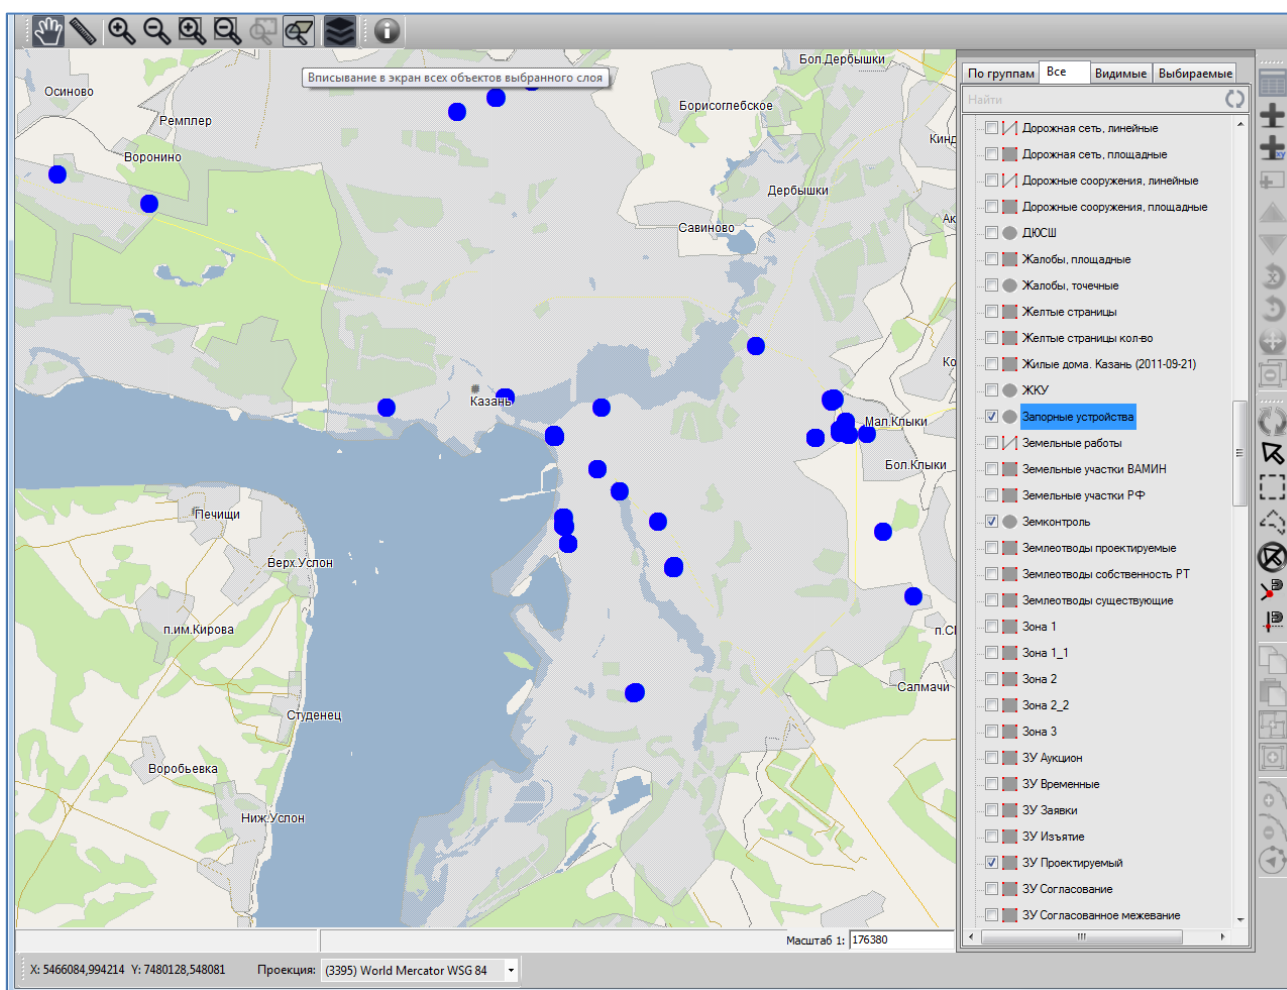 Вписывание в экран всех объектов выбранного слоя
Бол.Дербышки
Осиново
Ремплер
Борисоглебское
Воронино
Дербышки
Савиново
Казань
Мал.Клыки
Бол.Клыки
Печищи
Верх.Услон
п.им.Кирова
Салмачи
Студенец
Воробьевка
Ниж.Услон
По группам
Все
Видимые
Выбираемые
Найти
Дорожная сеть, линейные
Дорожная сеть, площадные
Дорожные сооружения, линейные
Дорожные сооружения, площадные
ДЮСШ
Жалобы, площадные
Жалобы, точечные
Желтые страницы
Желтые страницы кол-во
Жилые дома. Казань (2011-09-21)
ЖКУ
Запорные устройства
Земельные работы
Земельные участки ВАМИН
Земельные участки РФ
Земконтроль
Землеотводы проектируемые
Землеотводы собственность РТ
Землеотводы существующие
Зона 1
Зона 1_1
Зона 2
Зона 2_2
Зона 3
ЗУ Аукцион
ЗУ Временные
ЗУ Заявки
ЗУ Изъятие
ЗУ Проектируемый
ЗУ Согласование
ЗУ Согласованное межевание
Масштаб 1: 176380
X: 5466084,994214 Y: 7480128,548081
Проекция: (3395) World Mercator WSG 84